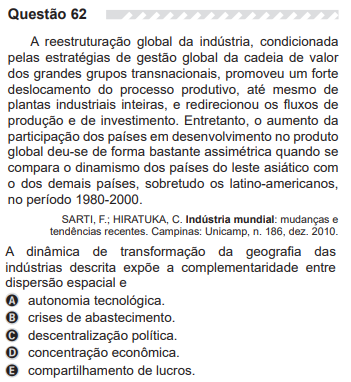 Questão 62
A reestruturação global da indústria, condicionada
pelas estratégias de gestão global da cadeia de valor
dos grandes grupos transnacionais, promoveu um forte
deslocamento do processo produtivo, até mesmo de
plantas industriais inteiras, e redirecionou os fluxos de
produção e de investimento. Entretanto, o aumento da
participação dos países em desenvolvimento no produto
global deu-se de forma bastante assimétrica quando se
compara o dinamismo dos países do leste asiático com
o dos demais países, sobretudo os latino-americanos,
no período 1980-2000.
SARTI, F.; HIRATUKA, C. Indústria mundial: mudanças e
tendências recentes. Campinas: Unicamp, n. 186, dez. 2010.
A dinâmica de transformação da geografia das
indústrias descrita expõe a complementaridade entre
dispersão espacial e
A autonomia tecnológica.
B crises de abastecimento.
C descentralização política.
D concentração econômica.
E compartilhamento de lucros.